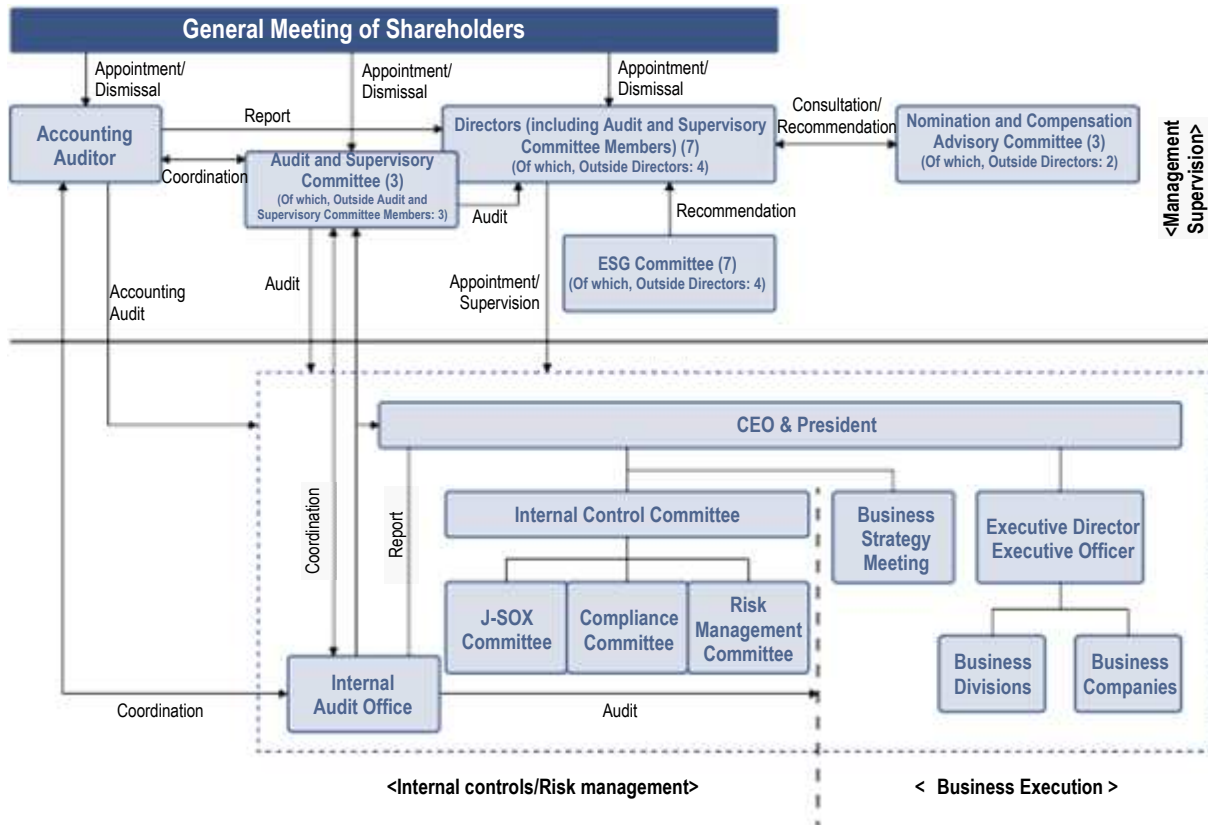 General Meeting of Shareholders
Appointment/
Dismissal
Appointment/
Dismissal
Appointment/
Dismissal
Accounting
Auditor
Report
Coordination
Audit and Supervisory
Committee (3)
(Of which, Outside Audit and
Supervisory Committee Members: 3)
Directors (including Audit and Supervisory
Committee Members) (7)
(Of which, Outside Directors: 4)
Consultation/
Recommendation
Nomination and Compensation
Advisory Committee (3)
(Of which, Outside Directors: 2)
<Management
Supervision>
Audit
Recommendation
ESG Committee (7)
(Of which, Outside Directors: 4)
Accounting
Audit
Audit
Appointment/
Supervision
CEO & President
Coordination
Report
Internal Control Committee
Business
Strategy
Meeting
Executive Director
Executive Officer
J-SOX
Committee
Compliance
Committee
Risk
Management
Committee
Business
Divisions
Business
Companies
Internal
Audit Office
Coordination
Audit
<Internal controls/Risk management>
< Business Execution >